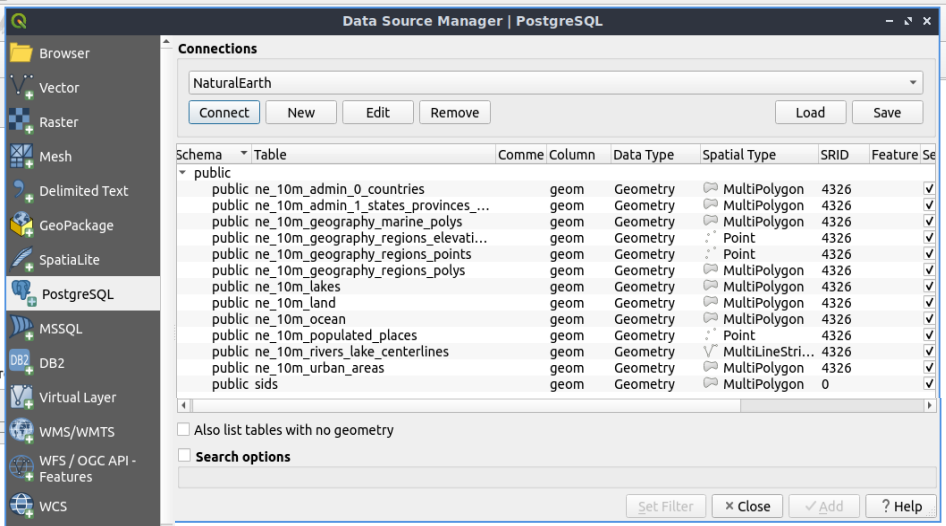 Data Source Manager | PostgreSQL
Browser
Vector
Raster
Mesh
Delimited Text
GeoPackage
SpatiaLite
PostgreSQL
MSSQL
DB2
DB2
Virtual Layer
WMS/WMTS
WFS / OGC API -
Features
WCS
Connections
NaturalEarth
Connect New Edit Remove Load Save
Schema Table Comme Column Data Type Spatial Type SRID Feature Se
public
public ne_10m_admin_0_countries geom Geometry MultiPolygon 4326
public ne_10m_admin_1_states_provinces_... geom Geometry MultiPolygon 4326
public ne_10m_geography_marine_polys geom Geometry MultiPolygon 4326
public ne_10m_geography_regions_elevati... geom Geometry Point 4326
public ne_10m_geography_regions_points geom Geometry Point 4326
public ne_10m_geography_regions_polys geom Geometry MultiPolygon 4326
public ne_10m_lakes geom Geometry MultiPolygon 4326
public ne_10m_land geom Geometry MultiPolygon 4326
public ne_10m_ocean geom Geometry MultiPolygon 4326
public ne_10m_populated_places geom Geometry Point 4326
public ne_10m_rivers_lake_centerlines geom Geometry MultiLineStri... 4326
public ne_10m_urban_areas geom Geometry MultiPolygon 4326
public sids geom Geometry MultiPolygon 0
Also list tables with no geometry
Search options
Set Filter Close Add ? Help